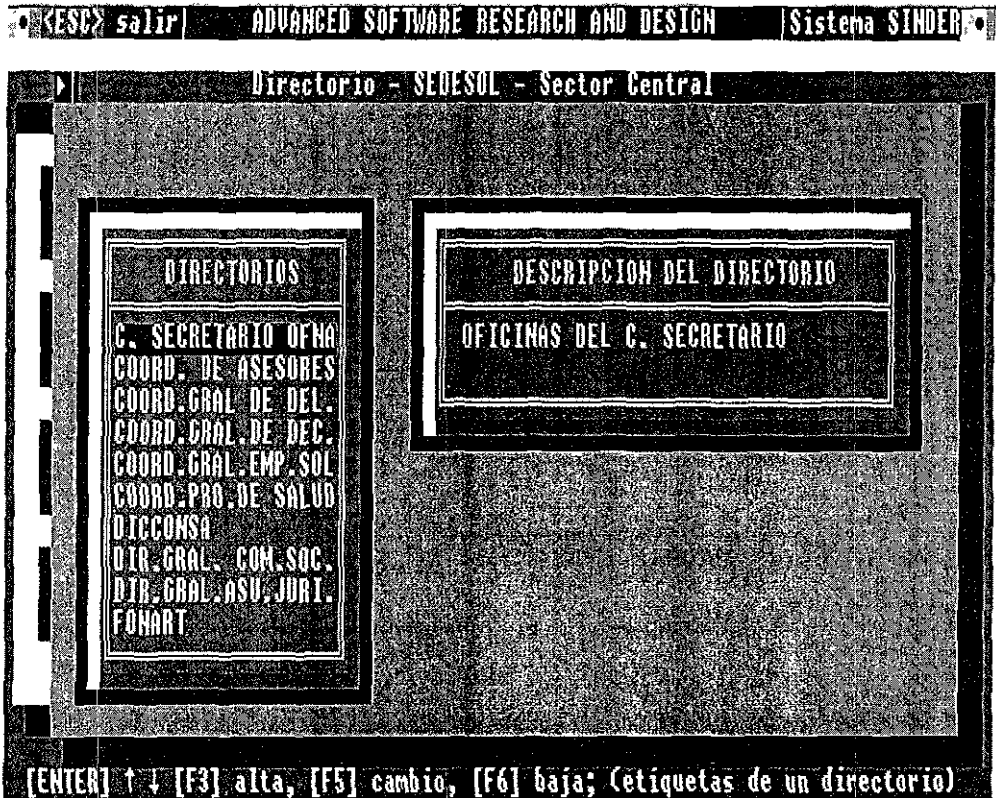 <ESC> salir| ADVANCED SOFTWARE RESEARCH AND DESIGN |Sistema SINDER
Directorio - SEDESOL - Sector Central
DIRECTORIOS
C. SECRETARIO OFNA
COORD. DE ASESORES
COORD.GRAL DE DEL.
COORD.GRAL.DE DEC.
COORD.GRAL.EMP.SOL
COORD.PRO.DE SALUD
DICCONSA
DIR.GRAL. COM.SOC.
DIR.GRAL.ASU.JURI.
FONART
DESCRIPCION DEL DIRECTORIO
OFICINAS DEL C. SECRETARIO
[ENTER] ↑ ↓ [F3] alta, [F5] cambio, [F6] baja; (etiquetas de un directorio)